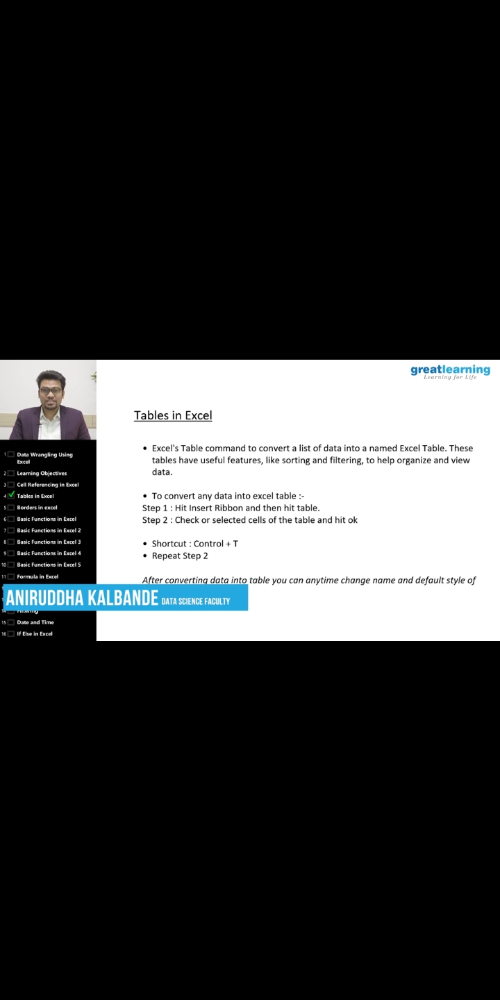 greatlearning
Learning for Life
Tables in Excel
• Excel's Table command to convert a list of data into a named Excel Table. These
tables have useful features, like sorting and filtering, to help organize and view
data.
• To convert any data into excel table :-
Step 1 : Hit Insert Ribbon and then hit table.
Step 2 : Check or selected cells of the table and hit ok
• Shortcut : Control + T
• Repeat Step 2
After converting data into table you can anytime change name and default style of
1 Data Wrangling Using
Excel
2 Learning Objectives
3 Cell Referencing in Excel
4 Tables in Excel
5 Borders in excel
6 Basic Functions in Excel
7 Basic Functions in Excel 2
8 Basic Functions in Excel 3
9 Basic Functions in Excel 4
10 Basic Functions in Excel 5
11 Formula in Excel
ANIRUDDHA KALBANDE DATA SCIENCE FACULTY
14 Filtering
15 Date and Time
16 If Else in Excel